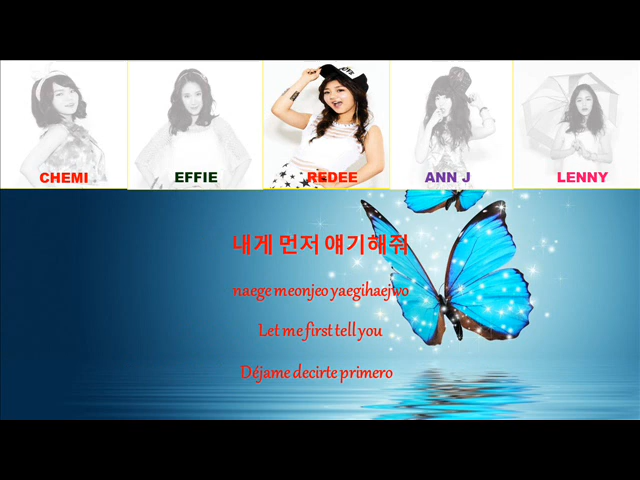 CHEMI EFFIE REDEE ANN J LENNY
내게 먼저 얘기해줘
naege meonjeo yaegihaejwo
Let me first tell you
Déjame decirte primero